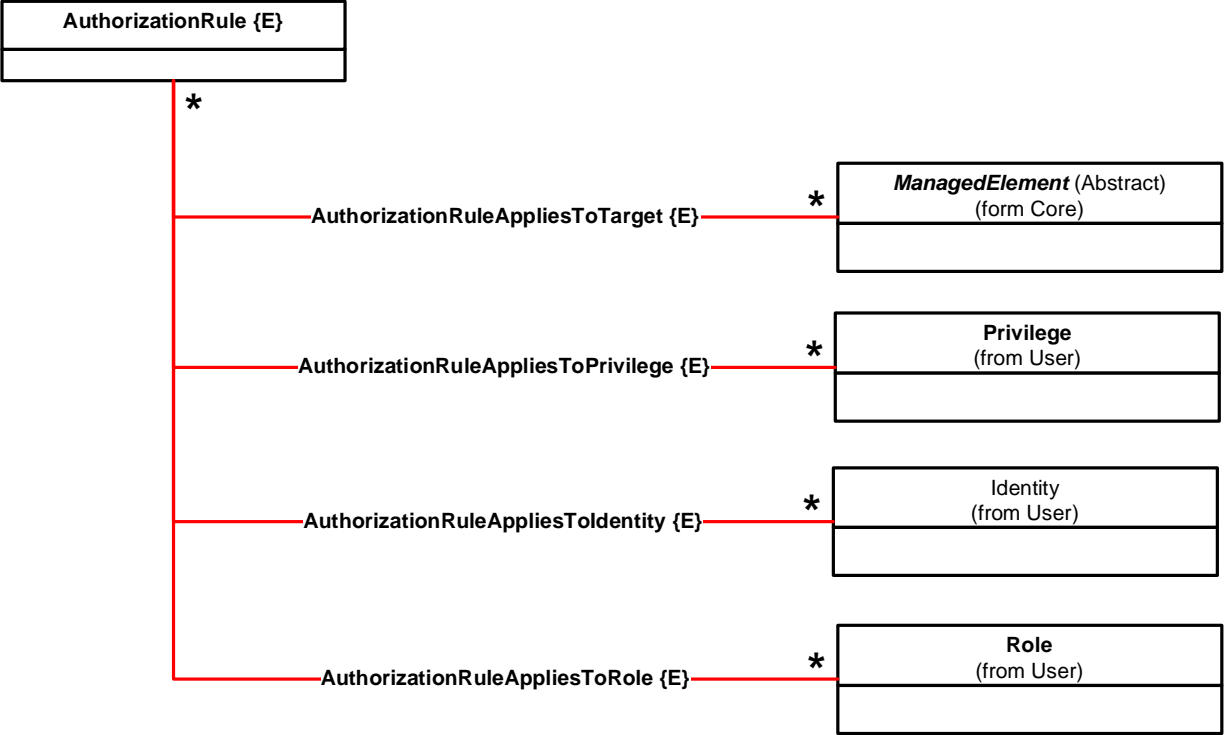 AuthorizationRule {E}
*
ManagedElement (Abstract)
(form Core)
*
AuthorizationRuleAppliesToTarget {E}
Privilege
(from User)
*
AuthorizationRuleAppliesToPrivilege {E}
Identity
(from User)
*
AuthorizationRuleAppliesToIdentity {E}
Role
(from User)
*
AuthorizationRuleAppliesToRole {E}